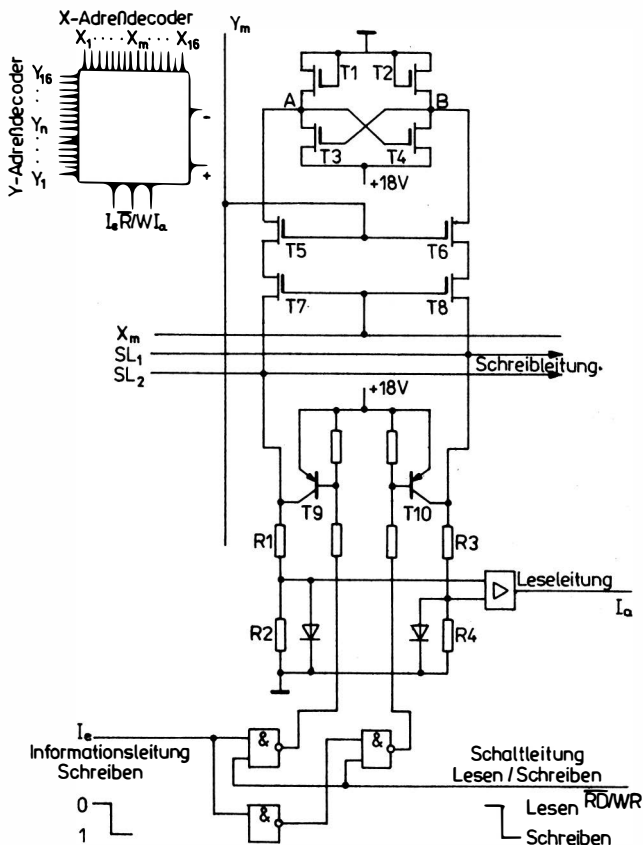 X-Adreßdecoder
X1 ···· Xm ···· X16
Y-Adreßdecoder
Y16
Yn
Y1
-
+
Ie R̅/W Ia
Ym
T1
T2
A
B
T3
T4
+18V
T5
T6
T7
T8
Xm
SL1
SL2
Schreibleitung.
+18V
T9
T10
R1
R3
Leseleitung
Ia
R2
R4
Ie
Informationsleitung
Schreiben
0
1
&
&
&
Schaltleitung
Lesen / Schreiben
R̅D̅/WR
Lesen
Schreiben